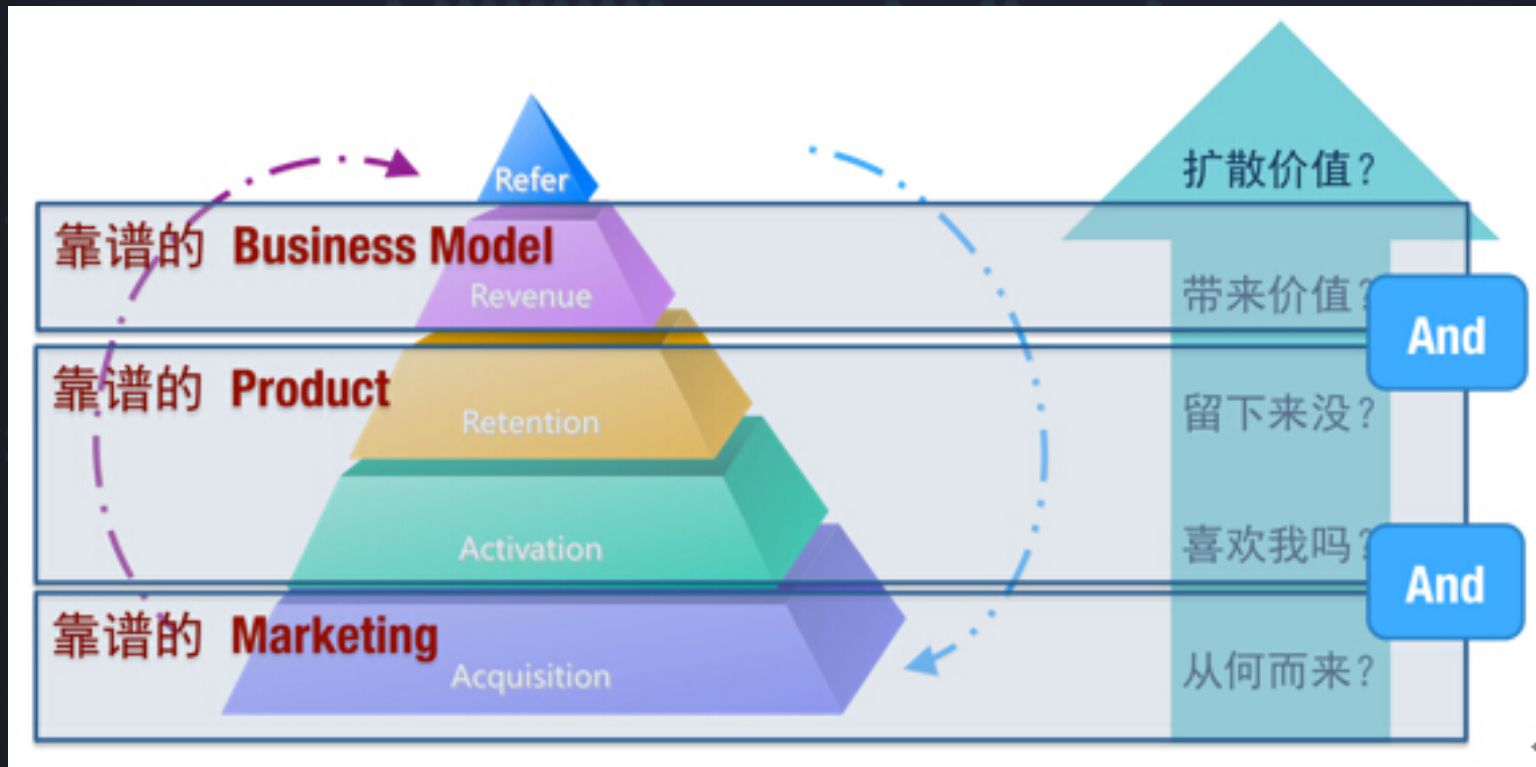 Refer
扩散价值?
靠谱的 Business Model
Revenue
带来价值?
And
靠谱的 Product
Retention
留下来没?
Activation
喜欢我吗?
And
靠谱的 Marketing
Acquisition
从何而来?